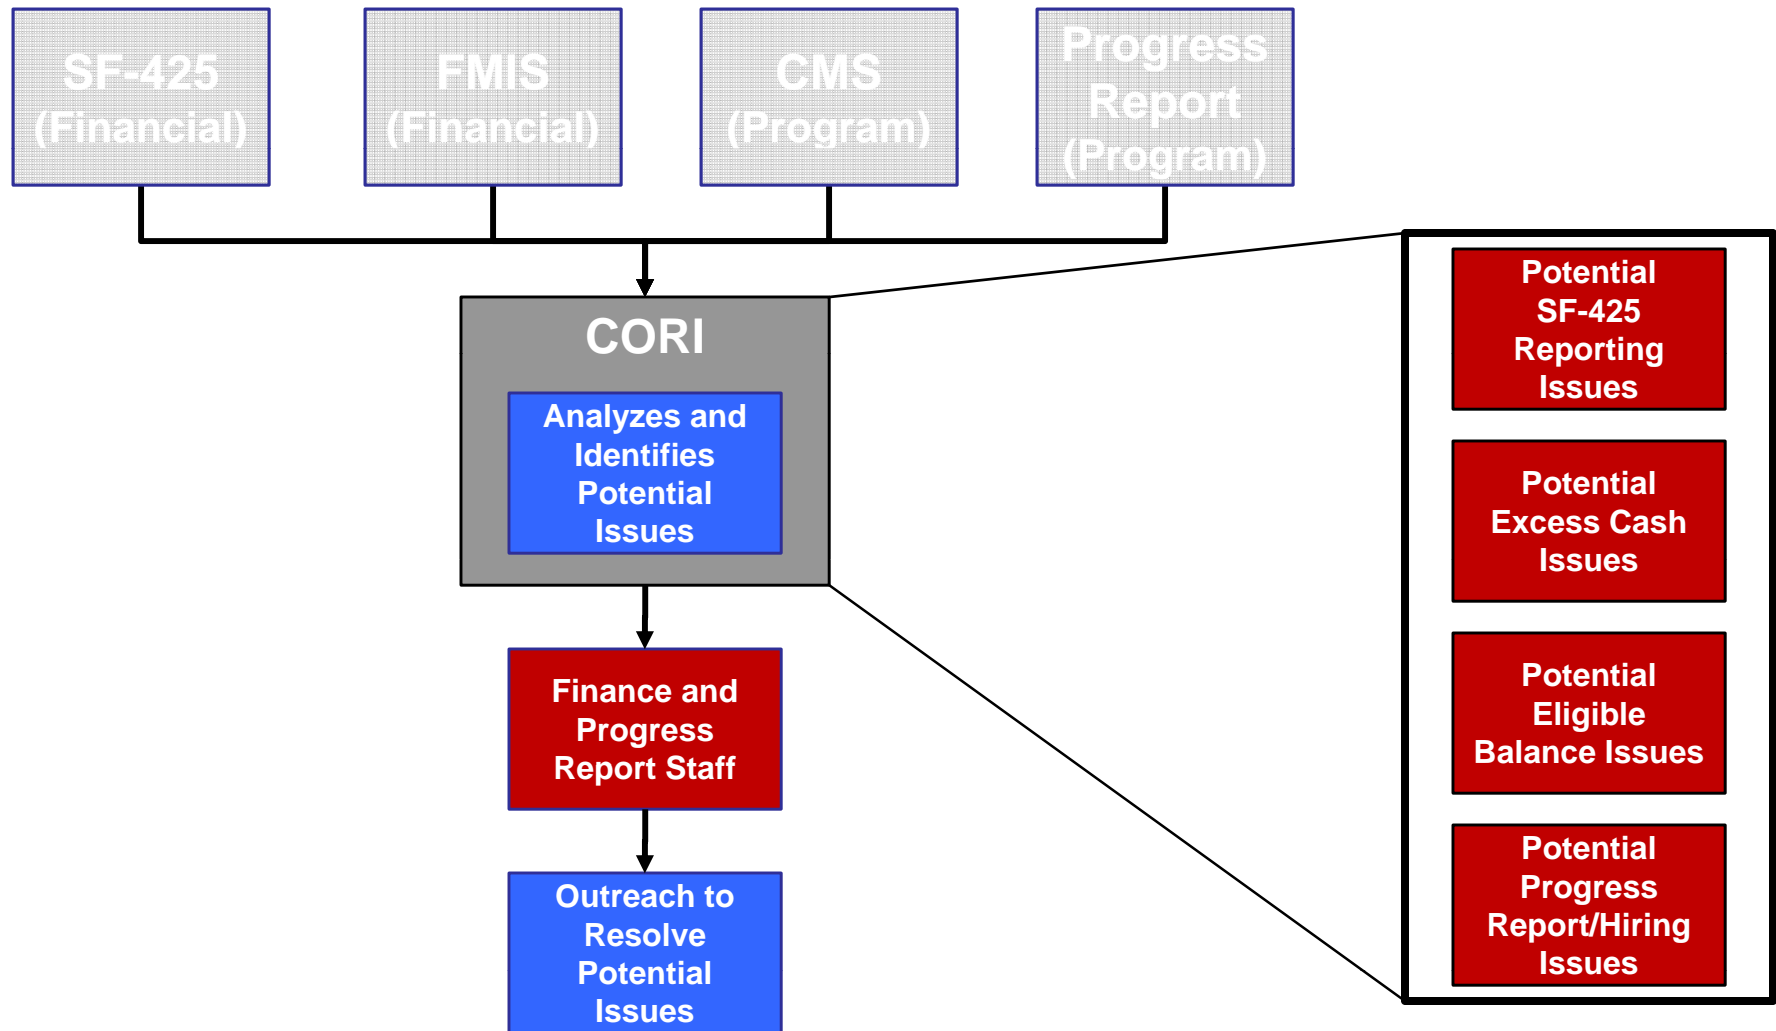 SF-425
(Financial)
FMIS
(Financial)
CMS
(Program)
Progress
Report
(Program)
CORI
Analyzes and
Identifies
Potential
Issues
Finance and
Progress
Report Staff
Outreach to
Resolve
Potential
Issues
Potential
SF-425
Reporting
Issues
Potential
Excess Cash
Issues
Potential
Eligible
Balance Issues
Potential
Progress
Report/Hiring
Issues